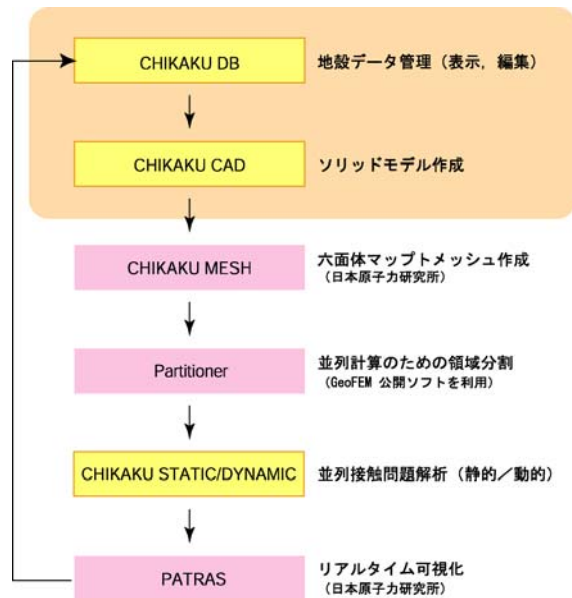 CHIKAKU DB
地殻データ管理（表示，編集）
CHIKAKU CAD
ソリッドモデル作成
CHIKAKU MESH
六面体マップトメッシュ作成
（日本原子力研究所）
Partitioner
並列計算のための領域分割
（GeoFEM 公開ソフトを利用）
CHIKAKU STATIC/DYNAMIC
並列接触問題解析（静的／動的）
PATRAS
リアルタイム可視化
（日本原子力研究所）